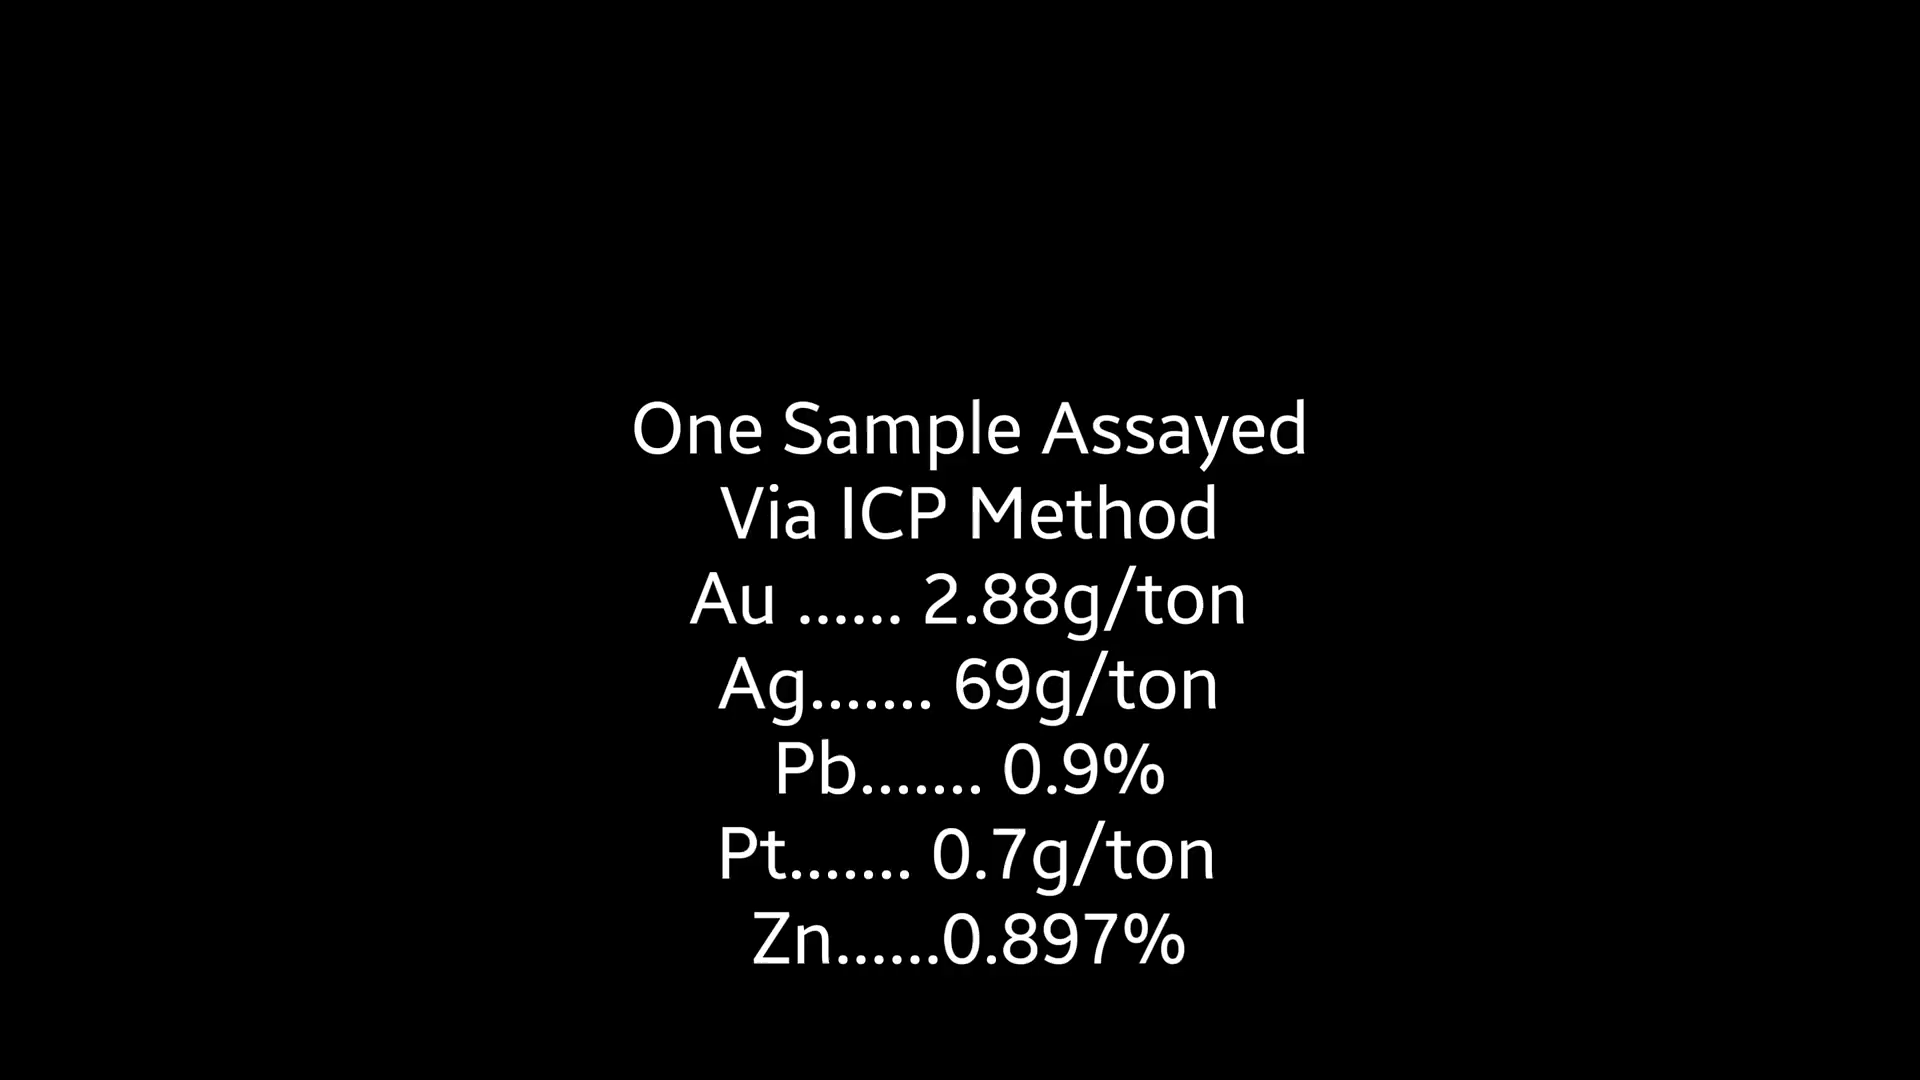 One Sample Assayed
Via ICP Method
Au ...... 2.88g/ton
Ag....... 69g/ton
Pb....... 0.9%
Pt....... 0.7g/ton
Zn......0.897%